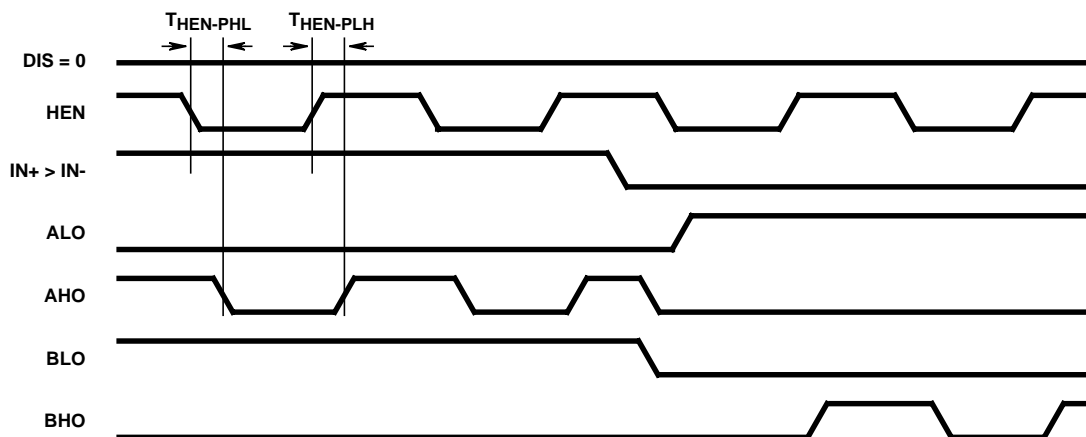 THEN-PHL THEN-PLH
DIS = 0
HEN
IN+ > IN-
ALO
AHO
BLO
BHO